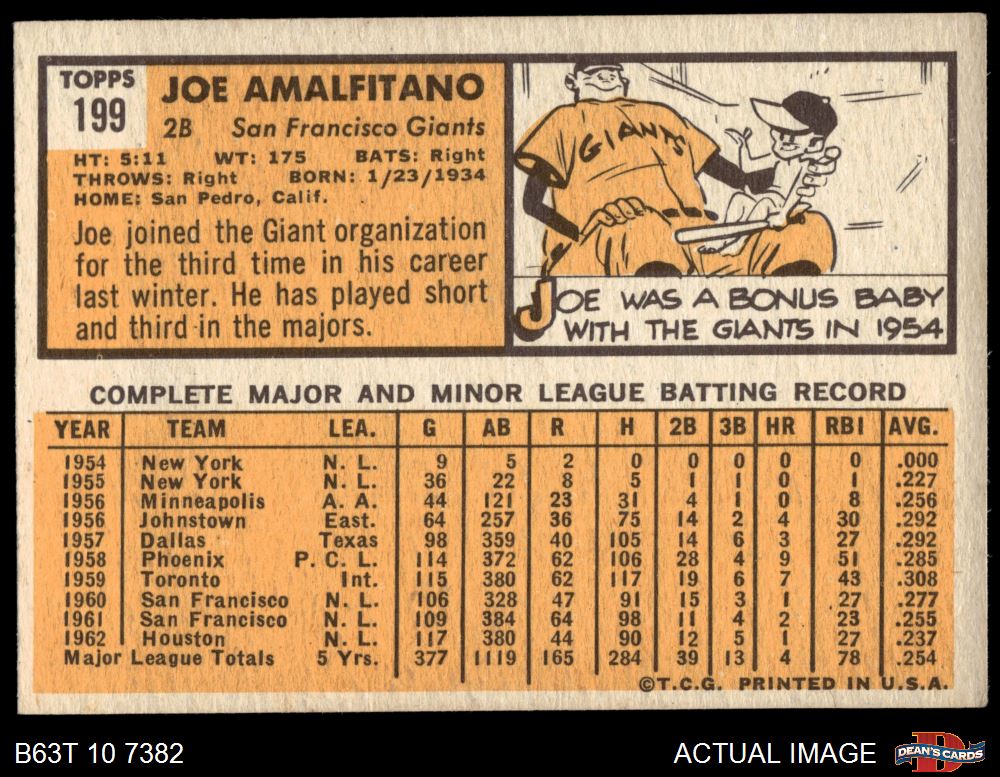 TOPPS
199
JOE AMALFITANO
2B San Francisco Giants
HT: 5:11 WT: 175 BATS: Right
THROWS: Right BORN: 1/23/1934
HOME: San Pedro, Calif.
Joe joined the Giant organization
for the third time in his career
last winter. He has played short
and third in the majors.
GIANTS
JOE WAS A BONUS BABY
WITH THE GIANTS IN 1954
COMPLETE MAJOR AND MINOR LEAGUE BATTING RECORD
YEAR TEAM LEA. G AB R H 2B 3B HR RBI AVG.
1954 New York N. L. 9 5 2 0 0 0 0 0 .000
1955 New York N. L. 36 22 8 5 1 1 0 1 .227
1956 Minneapolis A. A. 44 121 23 31 4 1 0 8 .256
1956 Johnstown East. 64 257 36 75 14 2 4 30 .292
1957 Dallas Texas 98 359 40 105 14 6 3 27 .292
1958 Phoenix P. C. L. 114 372 62 106 28 4 9 51 .285
1959 Toronto Int. 115 380 62 117 19 6 7 43 .308
1960 San Francisco N. L. 106 328 47 91 15 3 1 27 .277
1961 San Francisco N. L. 109 384 64 98 11 4 2 23 .255
1962 Houston N. L. 117 380 44 90 12 5 1 27 .237
Major League Totals 5 Yrs. 377 1119 165 284 39 13 4 78 .254
©T.C.G. PRINTED IN U.S.A.
B63T 10 7382 ACTUAL IMAGE DEAN'S CARDS